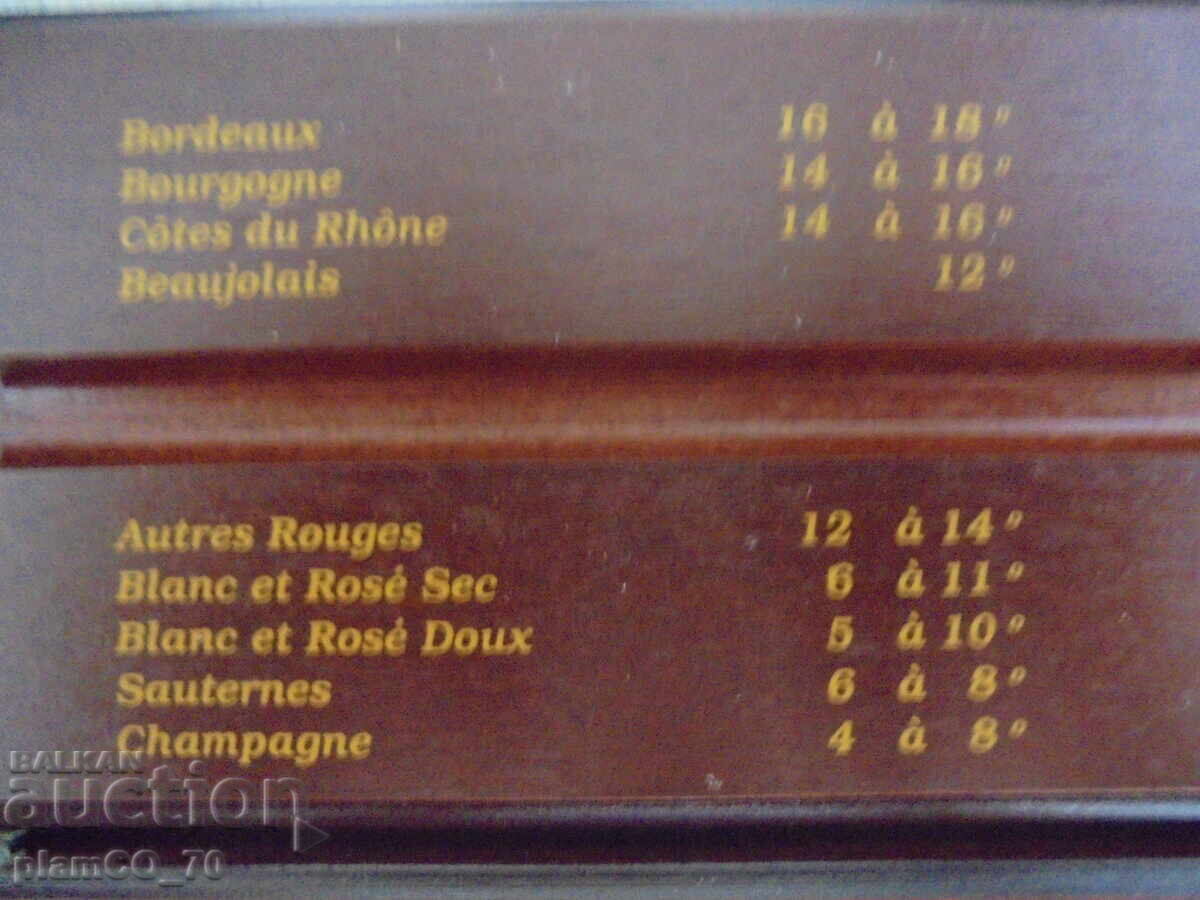 Bordeaux 16 à 18°
Bourgogne 14 à 16°
Côtes du Rhône 14 à 16°
Beaujolais 12°
Autres Rouges 12 à 14°
Blanc et Rosé Sec 6 à 11°
Blanc et Rosé Doux 5 à 10°
Sauternes 6 à 8°
Champagne 4 à 8°
BALKAN
auction
plamCO_70